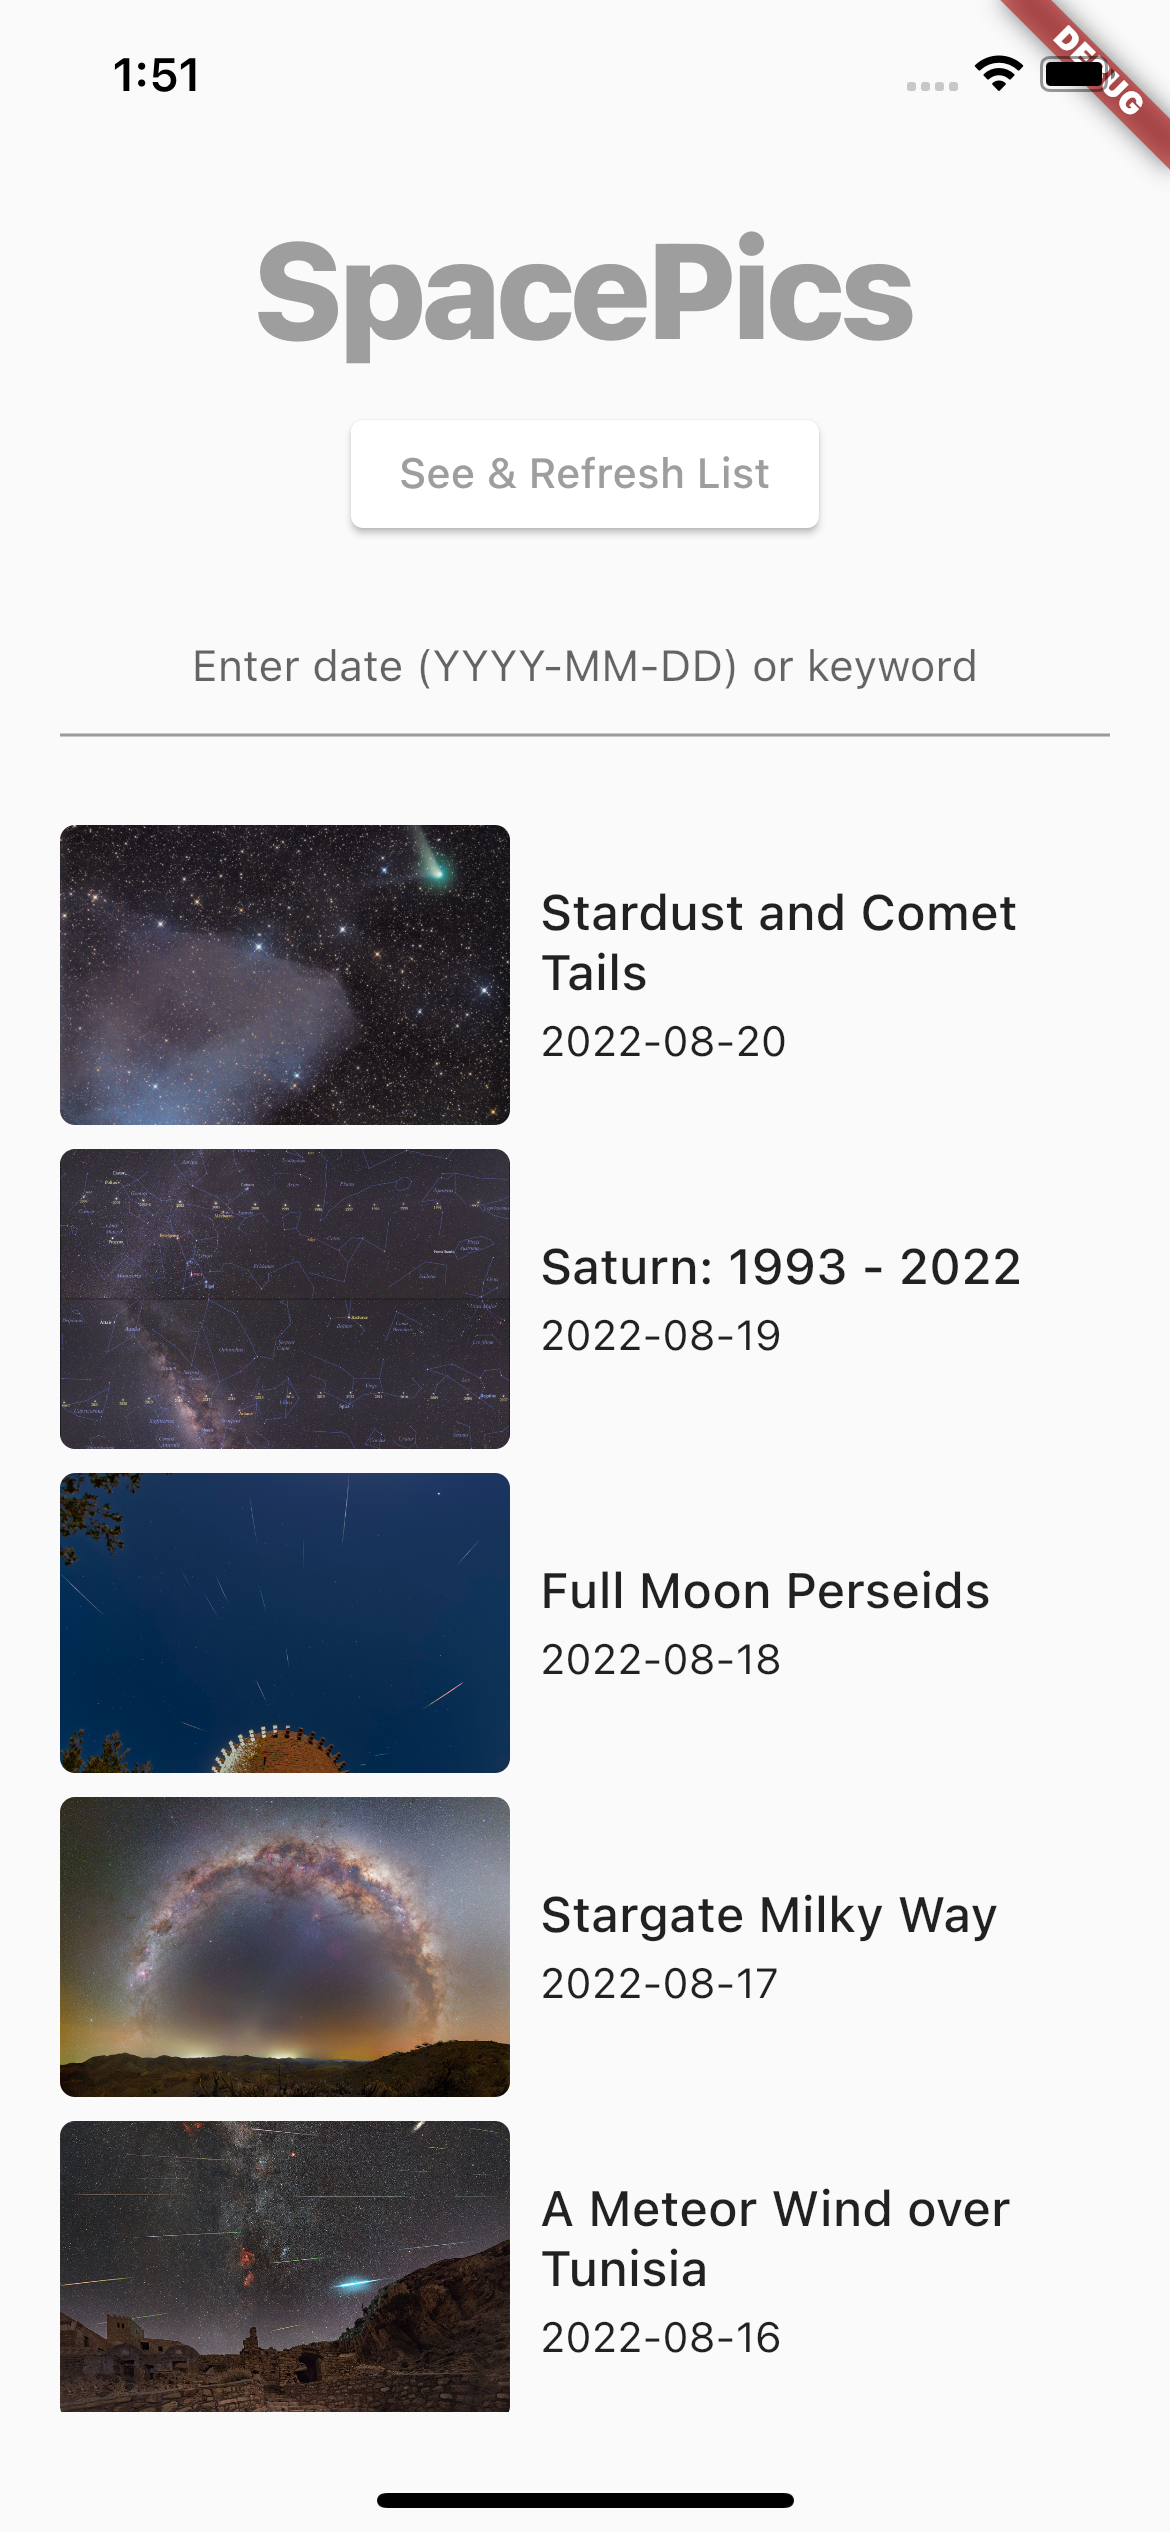 1:51
DEBUG
SpacePics
See & Refresh List
Enter date (YYYY-MM-DD) or keyword
Stardust and Comet
Tails
2022-08-20
Saturn: 1993 - 2022
2022-08-19
Full Moon Perseids
2022-08-18
Stargate Milky Way
2022-08-17
A Meteor Wind over
Tunisia
2022-08-16